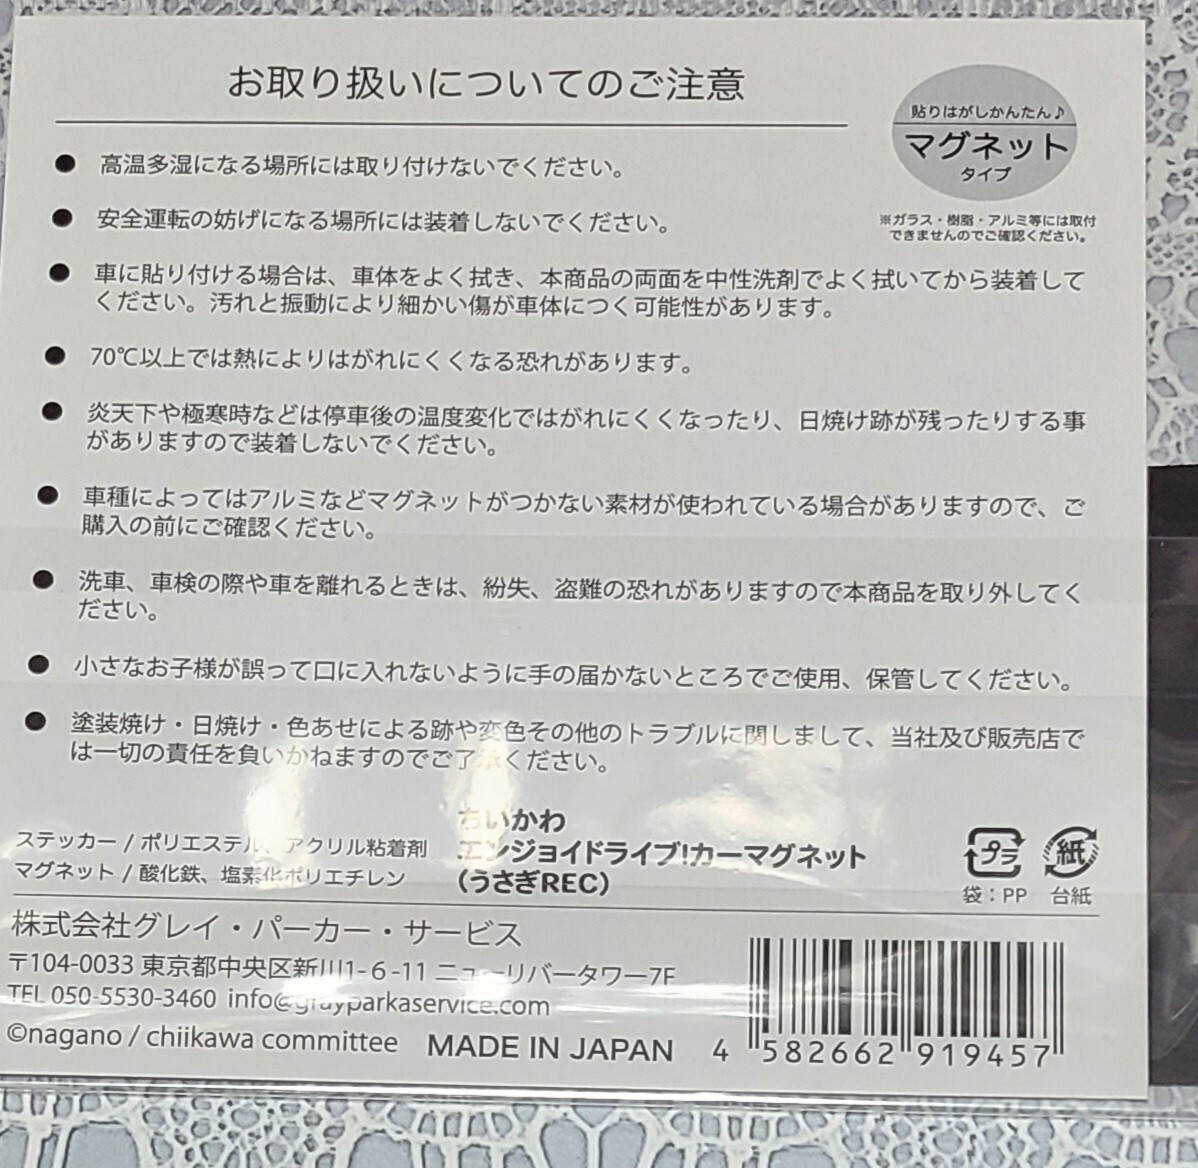 お取り扱いについてのご注意
貼りはがしかんたん♪
マグネット
タイプ
※ガラス・樹脂・アルミ等には取付
できませんのでご確認ください。
● 高温多湿になる場所には取り付けないでください。
● 安全運転の妨げになる場所には装着しないでください。
● 車に貼り付ける場合は、車体をよく拭き、本商品の両面を中性洗剤でよく拭いてから装着して
ください。汚れと振動により細かい傷が車体につく可能性があります。
● 70℃以上では熱によりはがれにくくなる恐れがあります。
● 炎天下や極寒時などは停車後の温度変化ではがれにくくなったり、日焼け跡が残ったりする事
がありますので装着しないでください。
● 車種によってはアルミなどマグネットがつかない素材が使われている場合がありますので、ご
購入の前にご確認ください。
● 洗車、車検の際や車を離れるときは、紛失、盗難の恐れがありますので本商品を取り外してく
ださい。
● 小さなお子様が誤って口に入れないように手の届かないところでご使用、保管してください。
● 塗装焼け・日焼け・色あせによる跡や変色その他のトラブルに関しまして、当社及び販売店で
は一切の責任を負いかねますのでご了承ください。
ステッカー / ポリエステル、アクリル粘着剤
マグネット / 酸化鉄、塩素化ポリエチレン
ちいかわ
エンジョイドライブ!カーマグネット
（うさぎREC）
プラ
袋：PP
紙
台紙
株式会社グレイ・パーカー・サービス
〒104-0033 東京都中央区新川1-6-11 ニューリバータワー7F
TEL 050-5530-3460 info@grayparkaservice.com
©nagano / chiikawa committee
MADE IN JAPAN
4 582662 919457